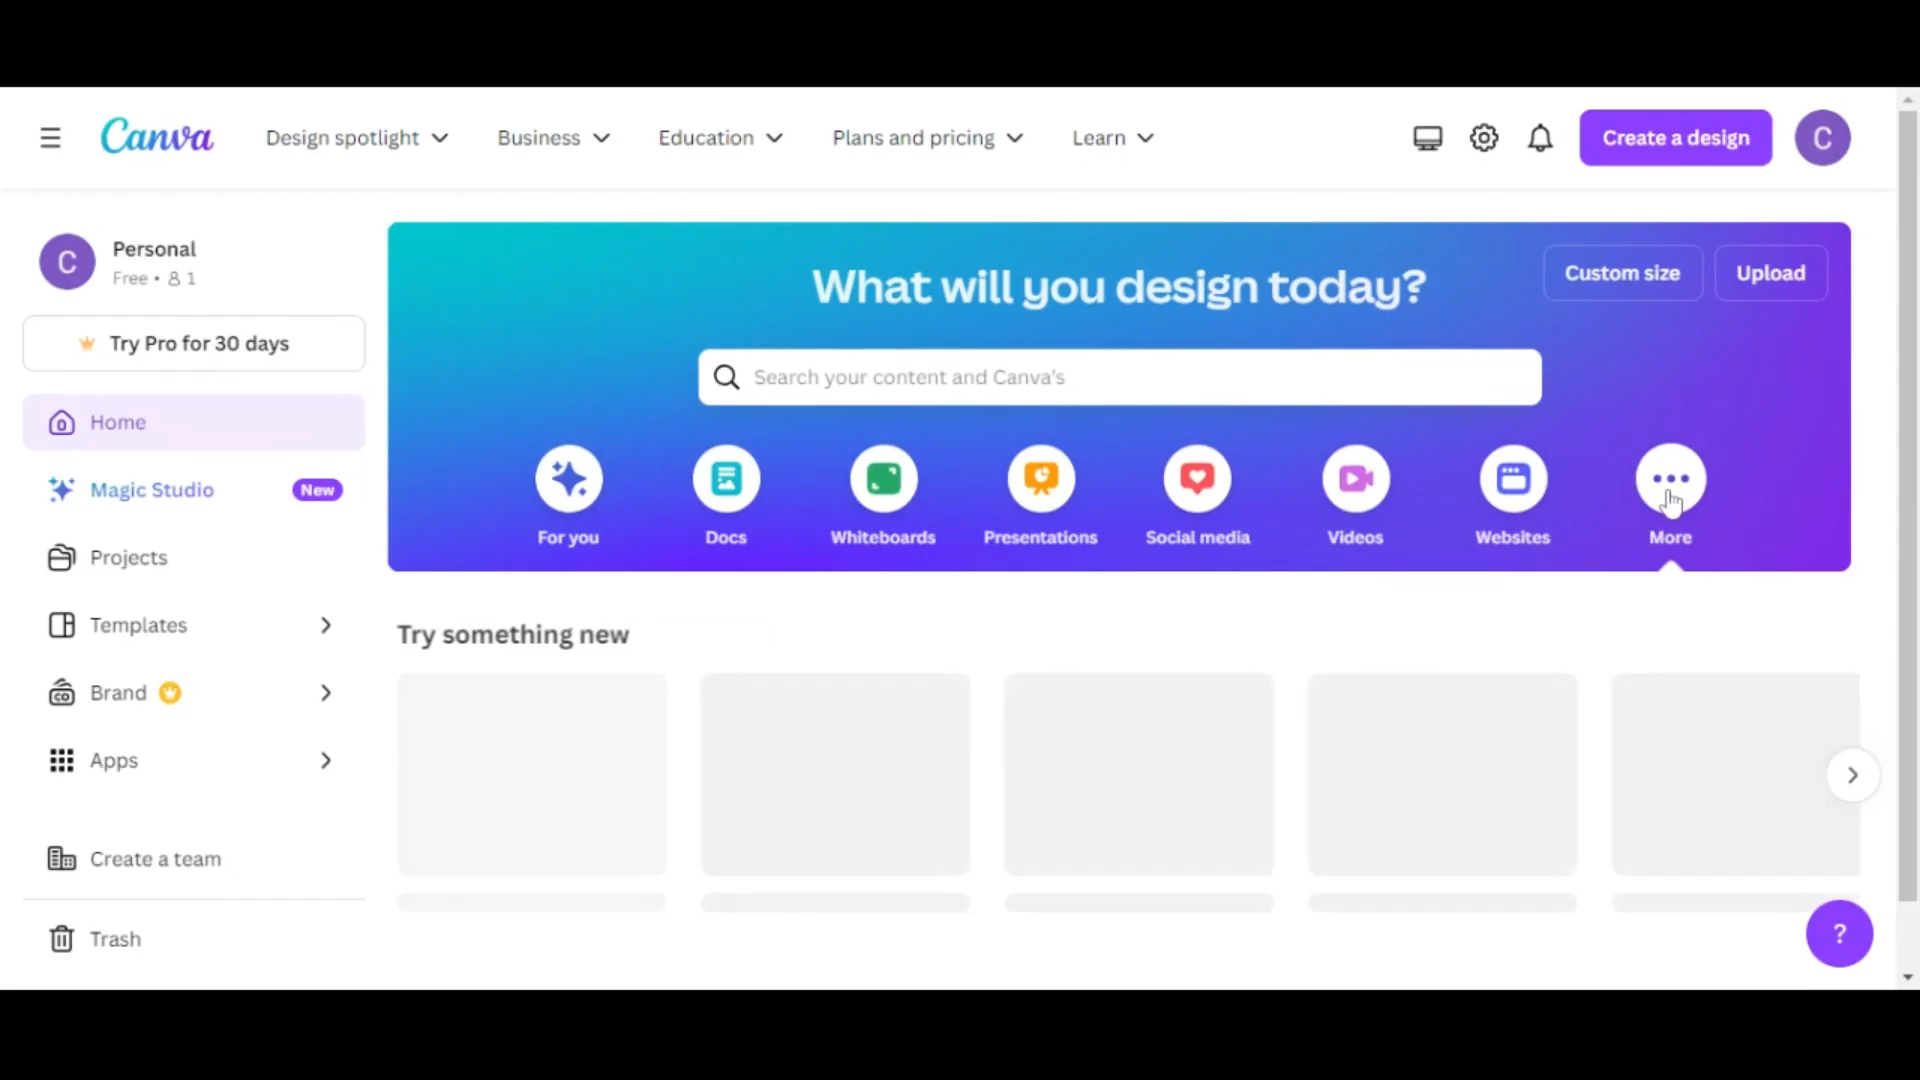 Canva
Design spotlight
Business
Education
Plans and pricing
Learn
Create a design
C
C
Personal
Free • 1
Try Pro for 30 days
Home
Magic Studio
New
Projects
Templates
CO
Brand
Apps
Create a team
Trash
What will you design today?
Custom size
Upload
Search your content and Canva's
For you
Docs
Whiteboards
Presentations
Social media
Videos
Websites
More
Try something new
?